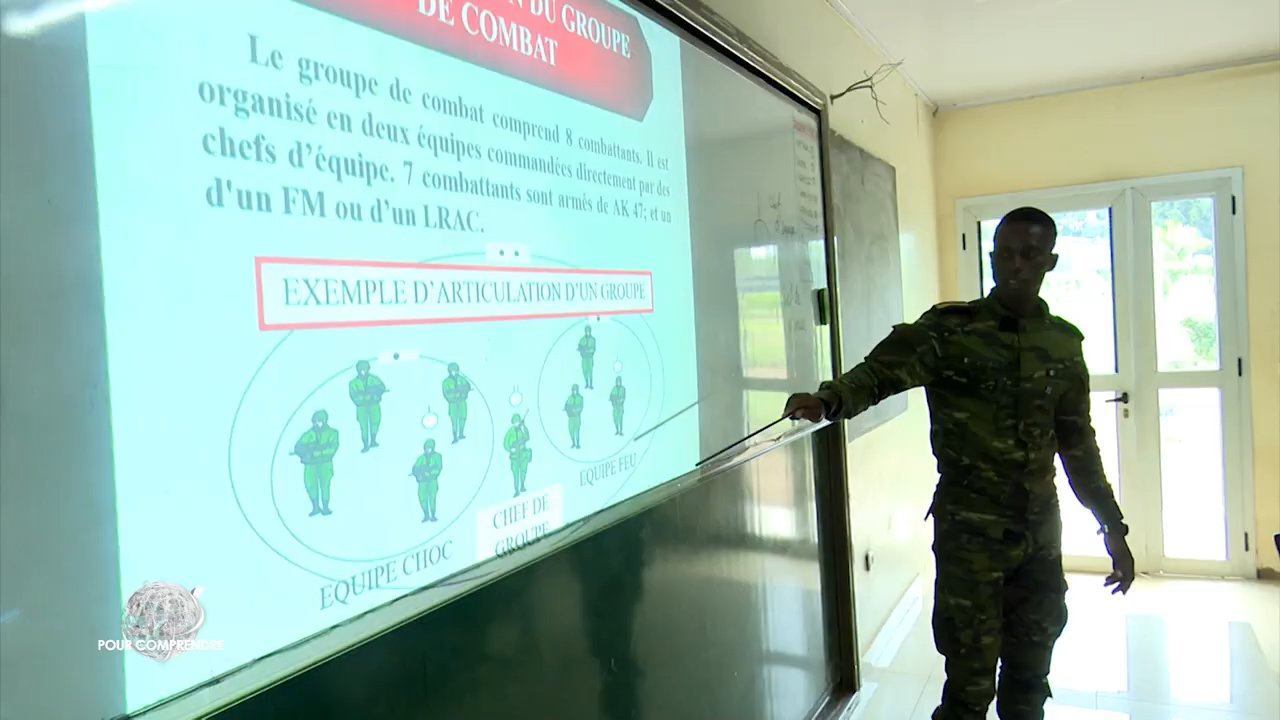 DU GROUPE
DE COMBAT
Le groupe de combat comprend 8 combattants. Il est
organisé en deux équipes commandées directement par des
chefs d'équipe. 7 combattants sont armés de AK 47; et un
d'un FM ou d'un LRAC.
EXEMPLE D'ARTICULATION D'UN GROUPE
EQUIPE FEU
CHEF DE
GROUPE
EQUIPE CHOC
POUR COMPRENDRE